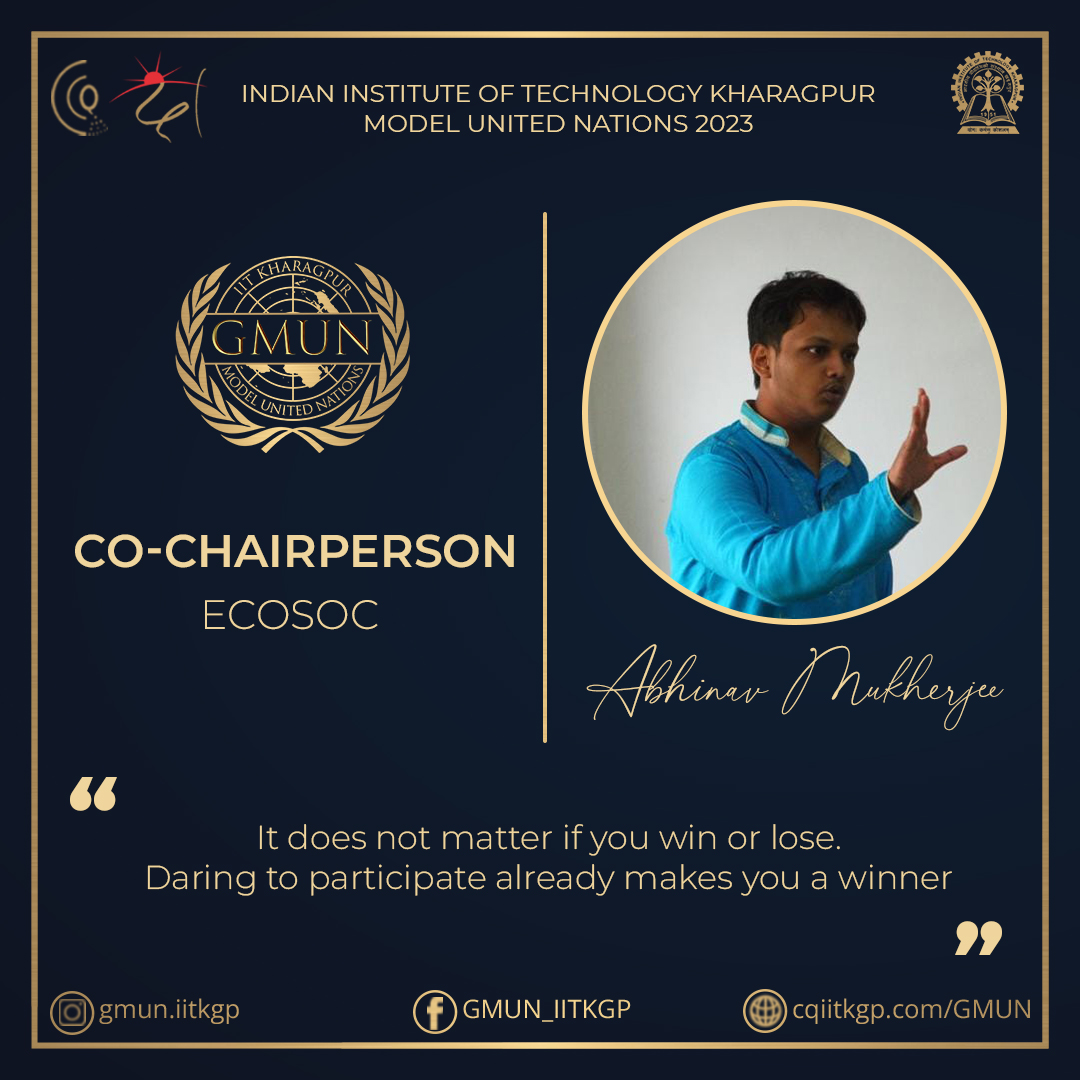 INDIAN INSTITUTE OF TECHNOLOGY KHARAGPUR
MODEL UNITED NATIONS 2023
IIT KHARAGPUR
GMUN
MODEL UNITED NATIONS
CO-CHAIRPERSON
ECOSOC
Abhinav Mukherjee
“
It does not matter if you win or lose.
Daring to participate already makes you a winner
”
gmun.iitkgp
GMUN_IITKGP
cqiitkgp.com/GMUN